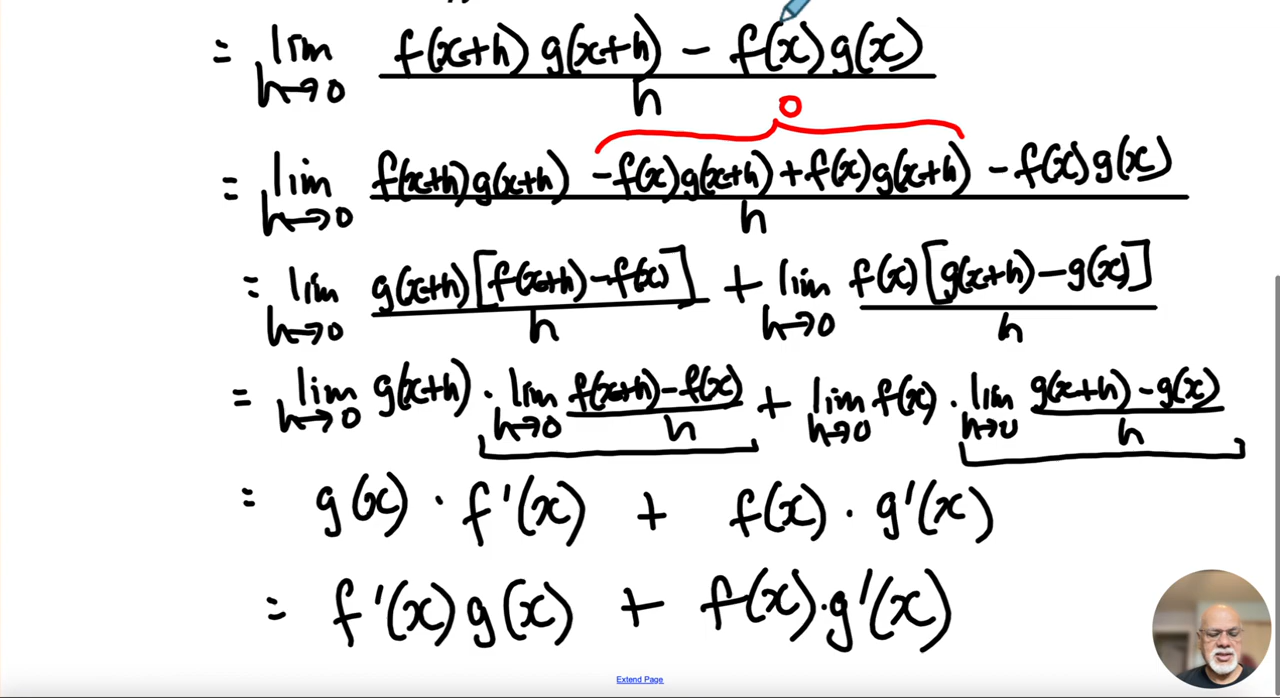 = lim h→0 f(x+h) g(x+h) − f(x) g(x) / h
0
= lim h→0 f(x+h)g(x+h) − f(x)g(x+h) + f(x)g(x+h) − f(x)g(x) / h
= lim h→0 g(x+h)[f(x+h)−f(x)] / h + lim h→0 f(x)[g(x+h)−g(x)] / h
= lim h→0 g(x+h) · lim h→0 f(x+h)−f(x) / h + lim h→0 f(x) · lim h→0 g(x+h)−g(x) / h
= g(x) · f'(x) + f(x) · g'(x)
= f'(x) g(x) + f(x)·g'(x)
Extend Page